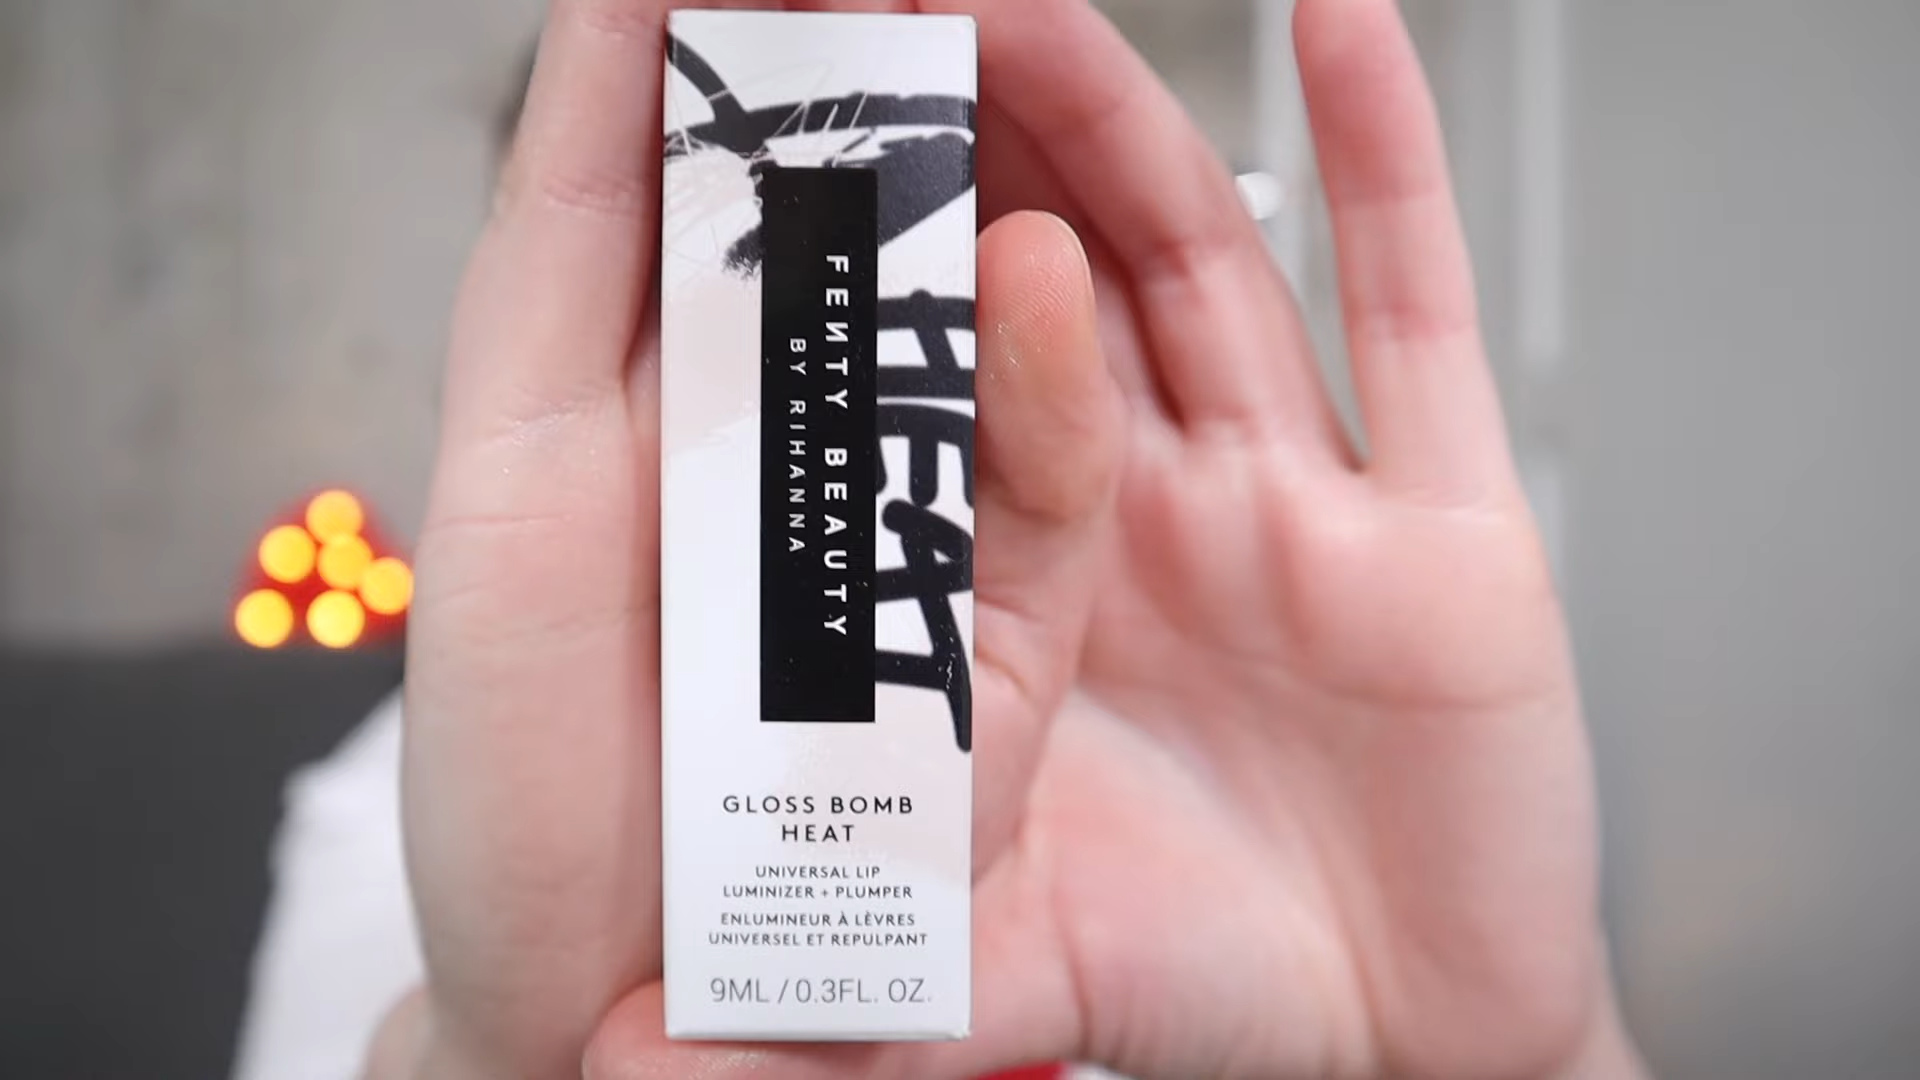 FENTY BEAUTY
BY RIHANNA
HEAT
GLOSS BOMB
HEAT
UNIVERSAL LIP
LUMINIZER + PLUMPER
ENLUMINEUR À LÈVRES
UNIVERSEL ET REPULPANT
9ML / 0.3FL. OZ.